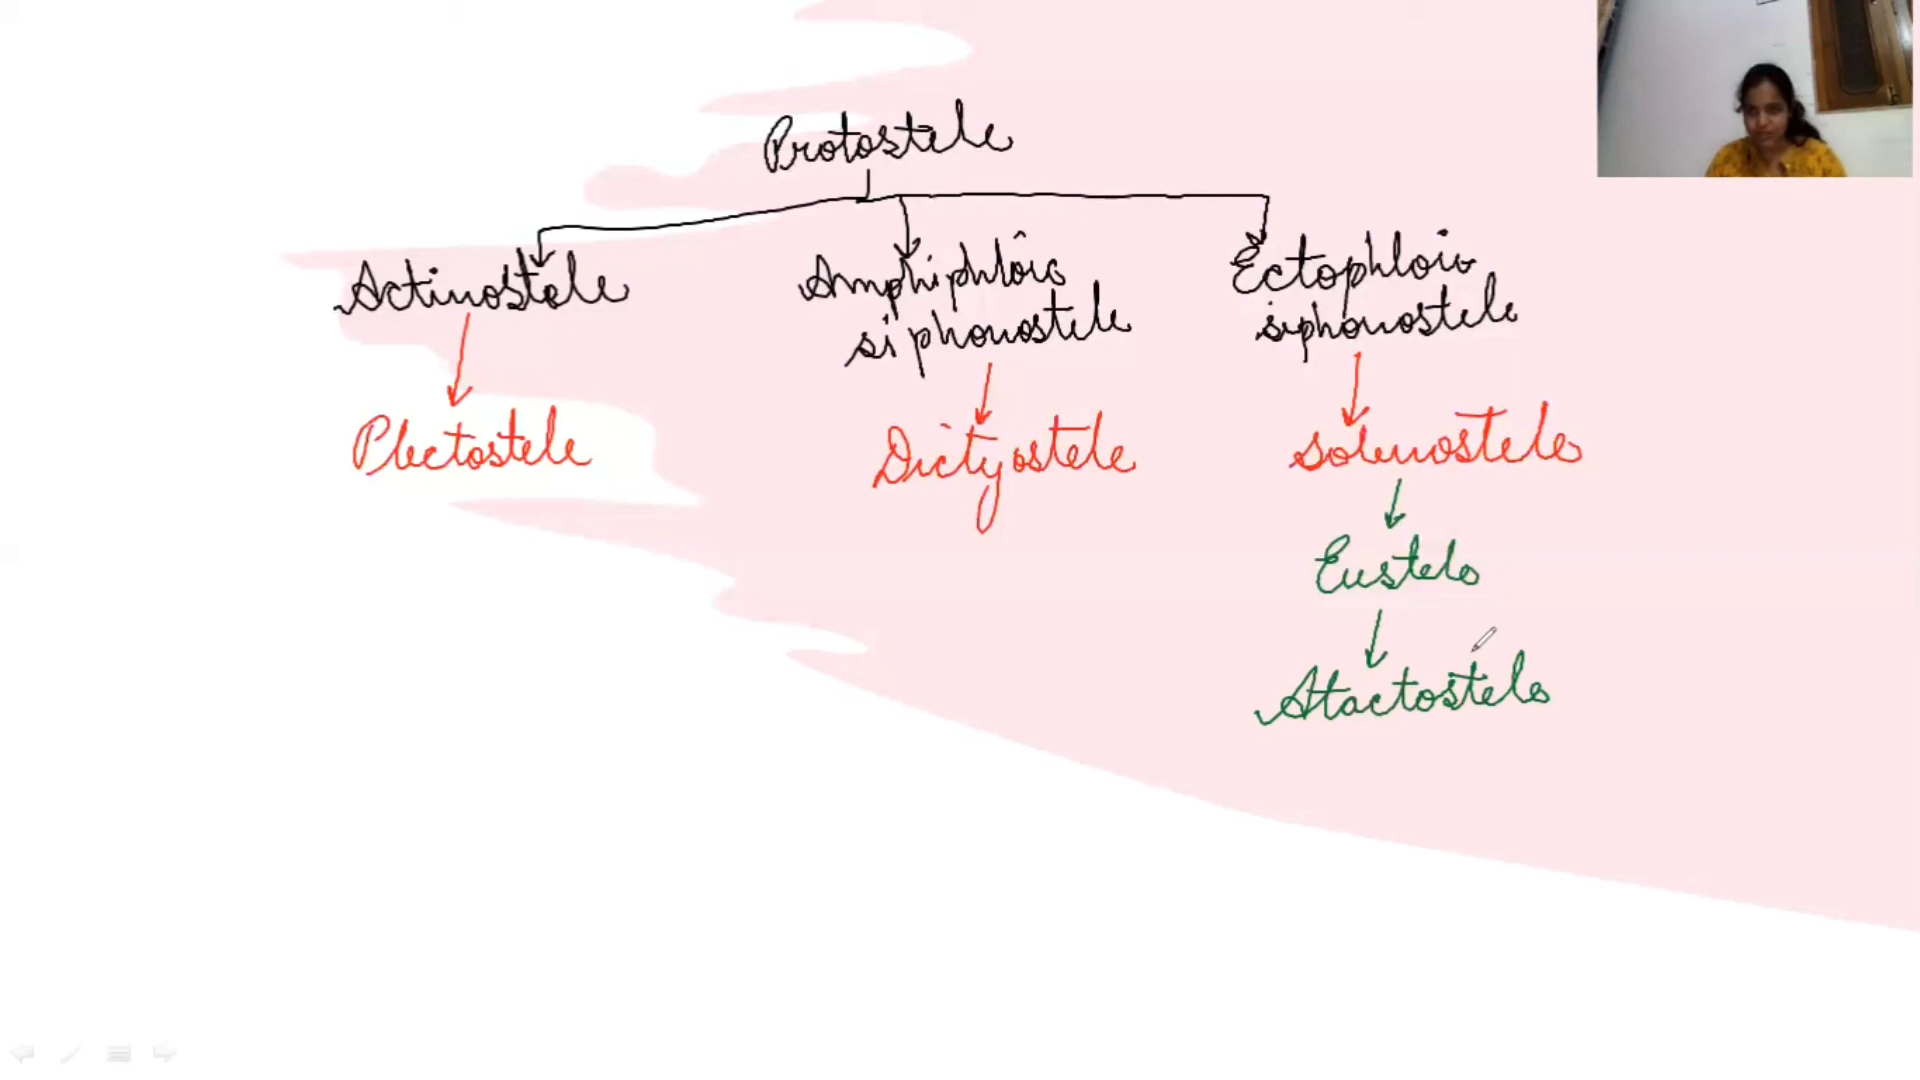 Protostele
Actinostele
Amphiphloic
siphonostele
Ectophloic
siphonostele
Plectostele
Dictyostele
Solenostele
Eustele
Atactostele